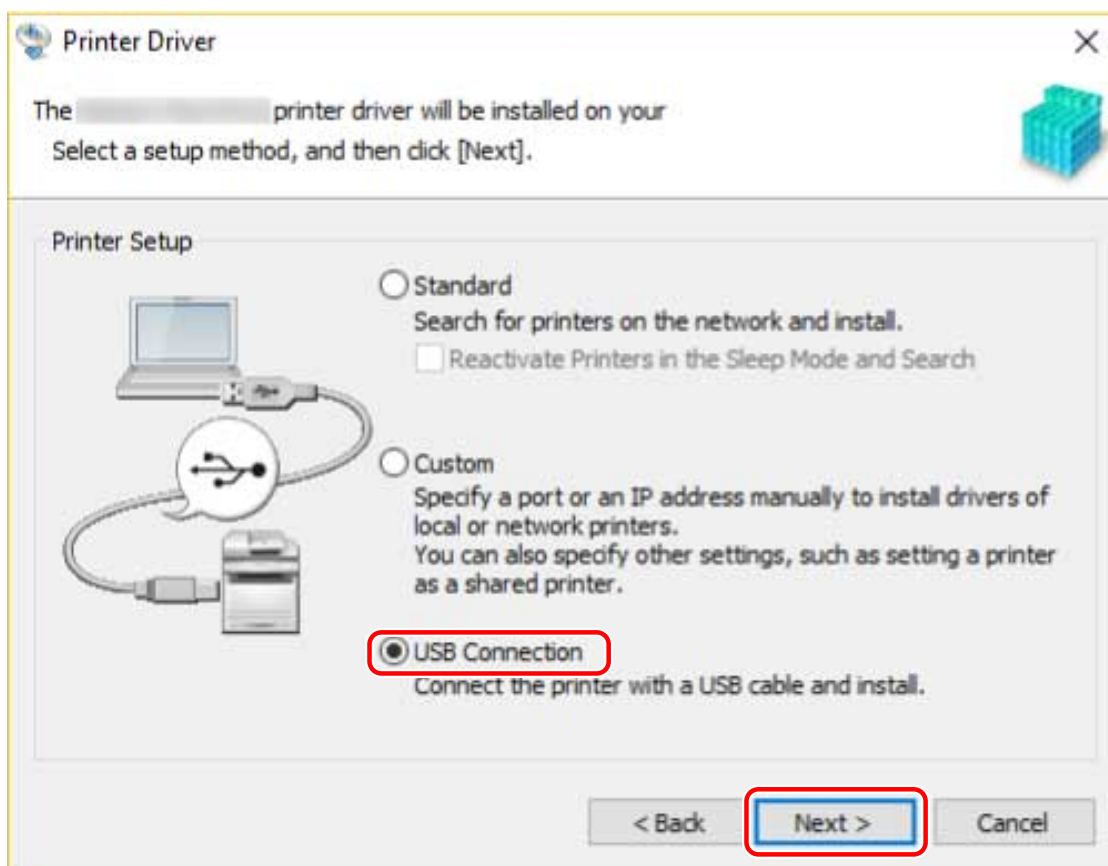 Printer Driver
The printer driver will be installed on your
Select a setup method, and then click [Next].
Printer Setup
Standard
Search for printers on the network and install.
Reactivate Printers in the Sleep Mode and Search
Custom
Specify a port or an IP address manually to install drivers of
local or network printers.
You can also specify other settings, such as setting a printer
as a shared printer.
USB Connection
Connect the printer with a USB cable and install.
< Back
Next >
Cancel